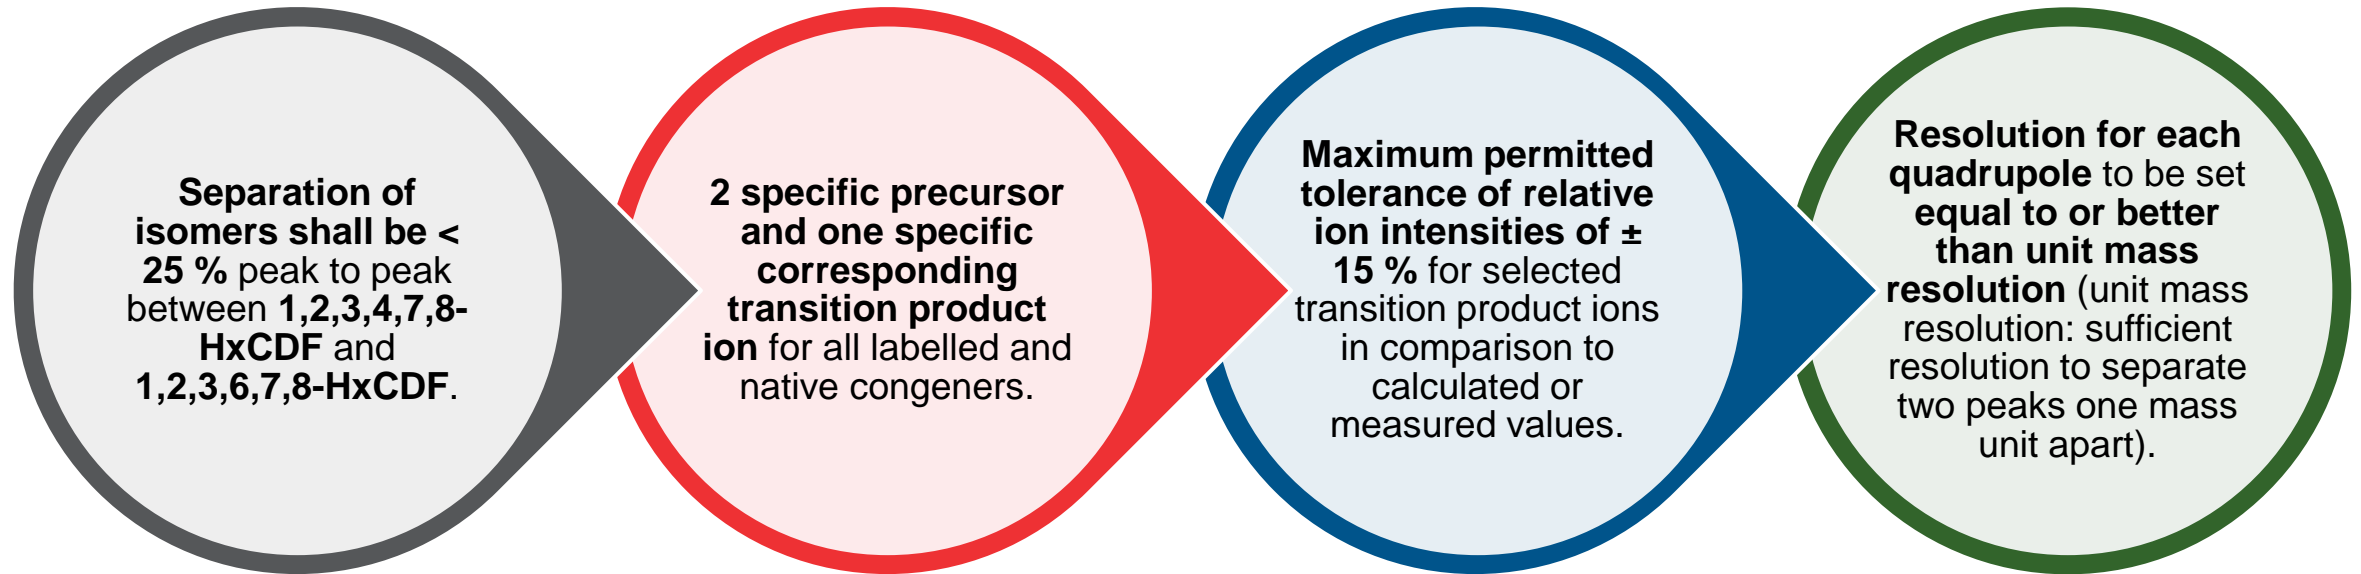 Separation of
isomers shall be <
25 % peak to peak
between 1,2,3,4,7,8-
HxCDF and
1,2,3,6,7,8-HxCDF.
2 specific precursor
and one specific
corresponding
transition product
ion for all labelled and
native congeners.
Maximum permitted
tolerance of relative
ion intensities of ±
15 % for selected
transition product ions
in comparison to
calculated or
measured values.
Resolution for each
quadrupole to be set
equal to or better
than unit mass
resolution (unit mass
resolution: sufficient
resolution to separate
two peaks one mass
unit apart).